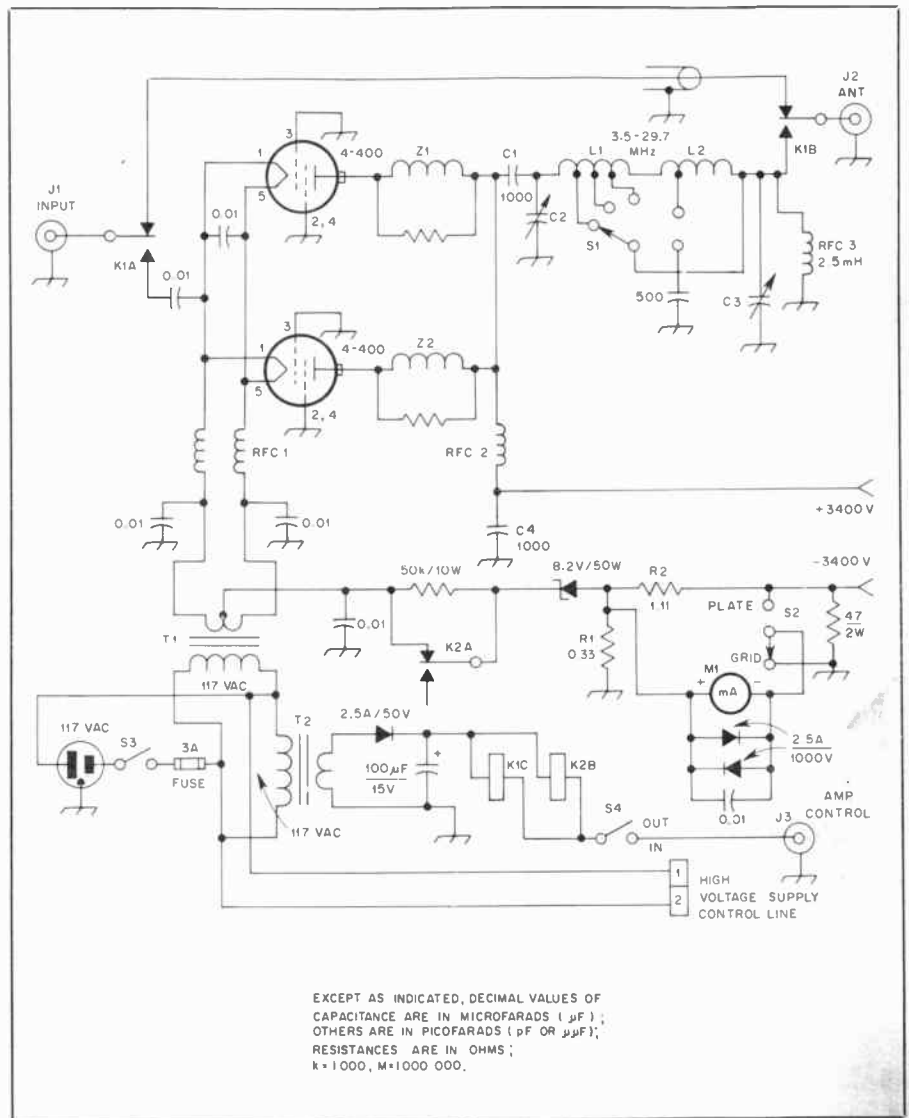 J2
ANT
3.5-29.7
MHz
L1
L2
3
4-400
Z1
C1
1000
K1B
1
5
J1
INPUT
0.01
2, 4
C2
S1
RFC 3
2.5mH
K1A
0.01
500
C3
3
4-400
Z2
1
5
2, 4
RFC 1
RFC 2
+3400V
0.01
0.01
C4
1000
-3400V
50k/10W
8.2V/50W
R2
1.11
PLATE
S2
47
2W
0.01
K2A
R1
0.33
GRID
T1
M1
+
mA
-
117 VAC
117 VAC
S3
3A
FUSE
T2
2.5A/50V
+
100µF
15V
K1C
K2B
2.5A
1000V
0.01
AMP
CONTROL
J3
S4
OUT
IN
117 VAC
1
2
HIGH
VOLTAGE SUPPLY
CONTROL LINE
EXCEPT AS INDICATED, DECIMAL VALUES OF
CAPACITANCE ARE IN MICROFARADS ( µF ) ;
OTHERS ARE IN PICOFARADS ( pF OR µµF);
RESISTANCES ARE IN OHMS ;
k=1000, M=1000 000.